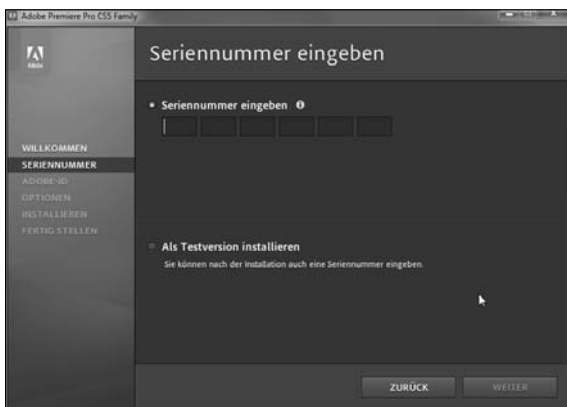 Adobe Premiere Pro CS5 Family
Adobe
Seriennummer eingeben
Seriennummer eingeben
WILLKOMMEN
SERIENNUMMER
ADOBE-ID
OPTIONEN
INSTALLIEREN
FERTIG STELLEN
Als Testversion installieren
Sie können nach der Installation auch eine Seriennummer eingeben.
ZURÜCK
WEITER